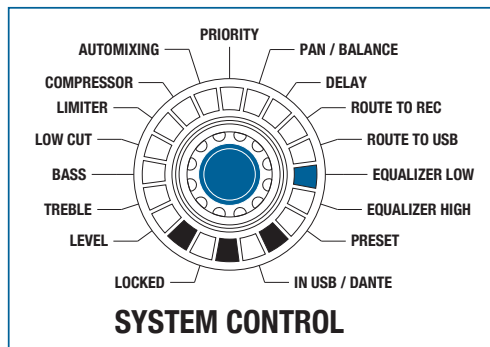 PRIORITY
AUTOMIXING
PAN / BALANCE
COMPRESSOR
DELAY
LIMITER
ROUTE TO REC
LOW CUT
ROUTE TO USB
BASS
EQUALIZER LOW
TREBLE
EQUALIZER HIGH
LEVEL
PRESET
LOCKED
IN USB / DANTE
SYSTEM CONTROL